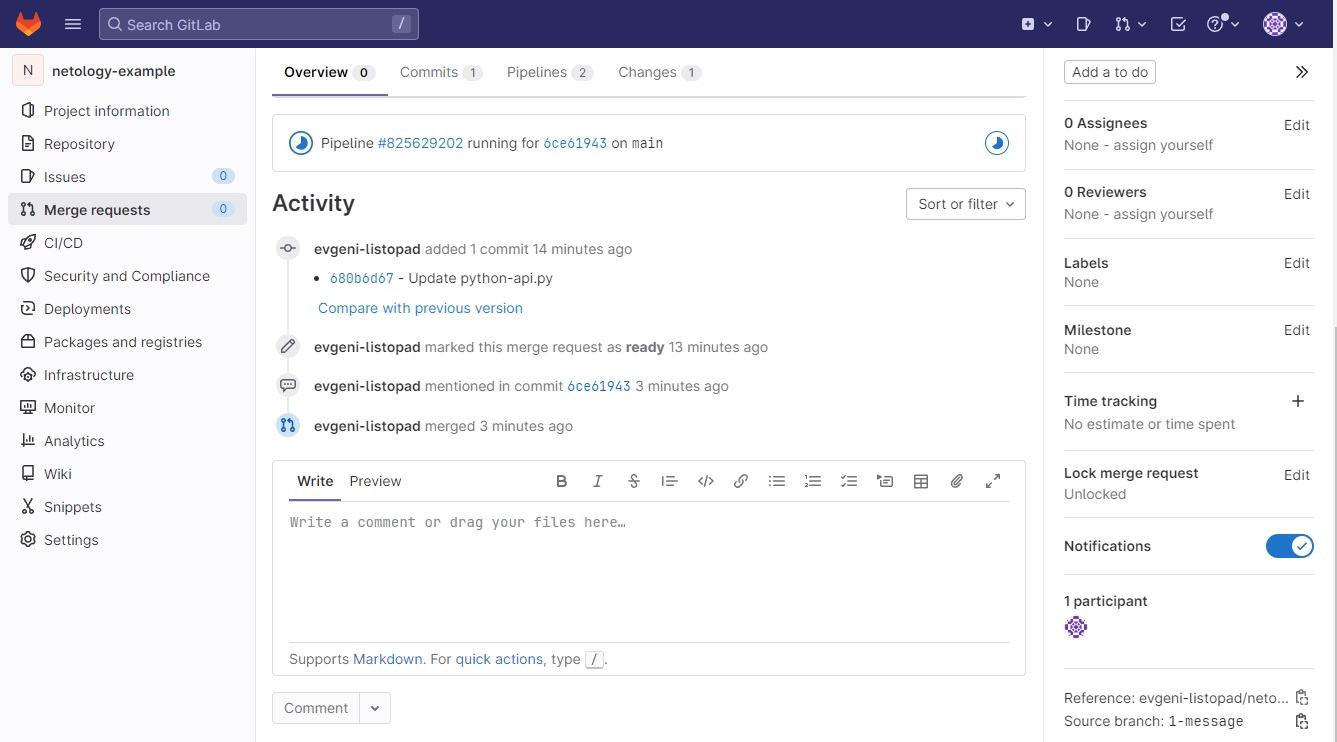 Search GitLab /
N netology-example
Project information
Repository
Issues 0
Merge requests 0
CI/CD
Security and Compliance
Deployments
Packages and registries
Infrastructure
Monitor
Analytics
Wiki
Snippets
Settings
Overview 0 Commits 1 Pipelines 2 Changes 1
Pipeline #825629202 running for 6ce61943 on main
Activity
Sort or filter
evgeni-listopad added 1 commit 14 minutes ago
• 680b6d67 - Update python-api.py
Compare with previous version
evgeni-listopad marked this merge request as ready 13 minutes ago
evgeni-listopad mentioned in commit 6ce61943 3 minutes ago
evgeni-listopad merged 3 minutes ago
Write Preview
Write a comment or drag your files here…
Supports Markdown. For quick actions, type /.
Comment
Add a to do
0 Assignees Edit
None - assign yourself
0 Reviewers Edit
None - assign yourself
Labels Edit
None
Milestone Edit
None
Time tracking
No estimate or time spent
Lock merge request Edit
Unlocked
Notifications
1 participant
Reference: evgeni-listopad/neto...
Source branch: 1-message